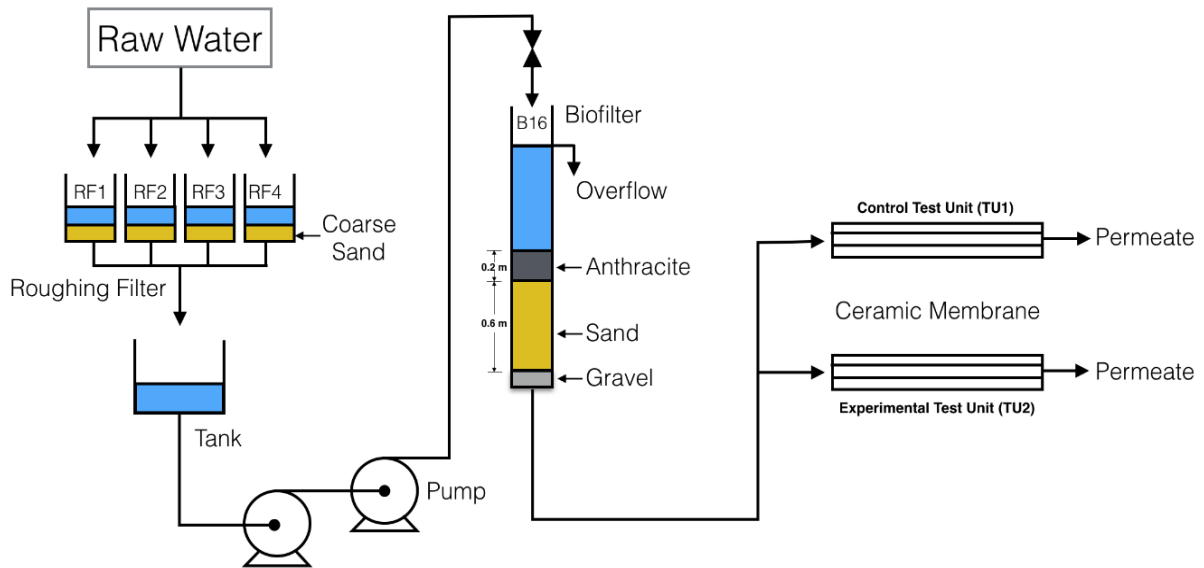 Raw Water
RF1
RF2
RF3
RF4
Coarse
Sand
Roughing Filter
Tank
Pump
B16
Biofilter
Overflow
0.2 m
Anthracite
0.6 m
Sand
Gravel
Control Test Unit (TU1)
Permeate
Ceramic Membrane
Permeate
Experimental Test Unit (TU2)